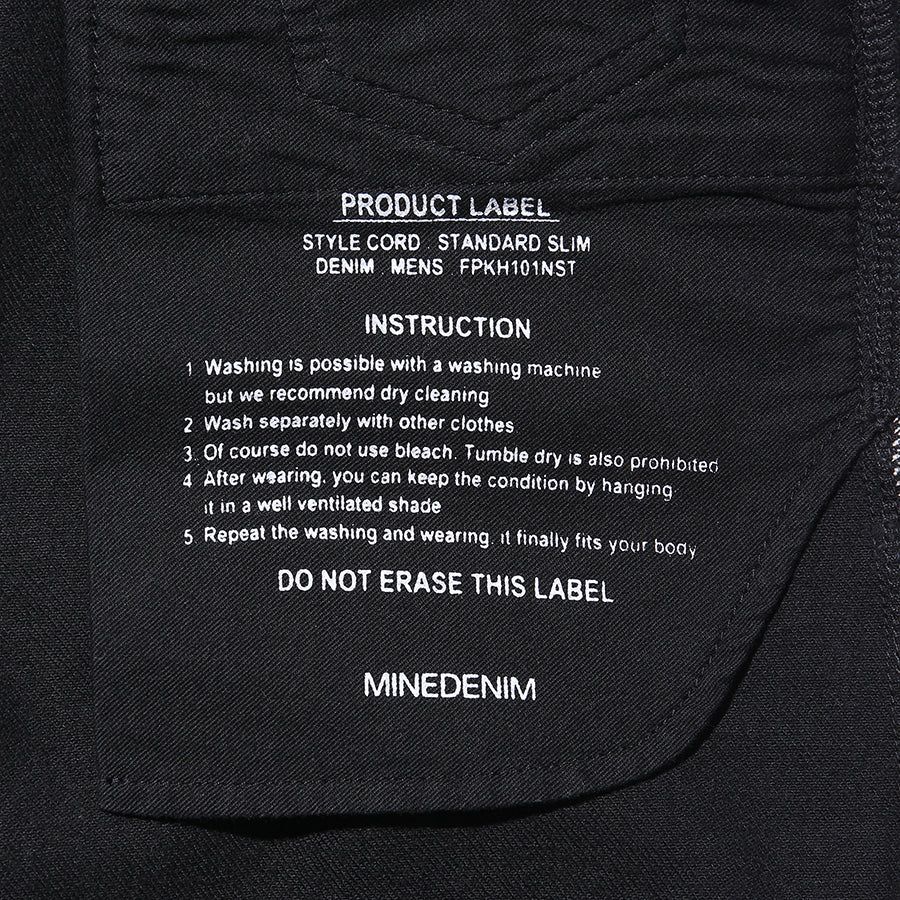 PRODUCT LABEL
STYLE CORD . STANDARD SLIM
DENIM . MENS . FPKH101NST
INSTRUCTION
1 Washing is possible with a washing machine
but we recommend dry cleaning
2 Wash separately with other clothes
3. Of course do not use bleach. Tumble dry is also prohibited
4 After wearing, you can keep the condition by hanging
it in a well ventilated shade
5 Repeat the washing and wearing. it finally fits your body
DO NOT ERASE THIS LABEL
MINEDENIM